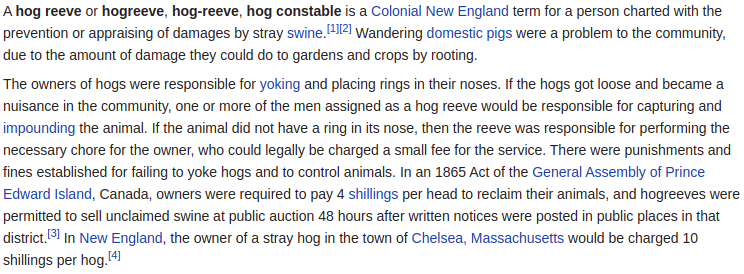 A hog reeve or hogreeve, hog-reeve, hog constable is a Colonial New England term for a person charted with the
prevention or appraising of damages by stray swine.[1][2] Wandering domestic pigs were a problem to the community,
due to the amount of damage they could do to gardens and crops by rooting.
The owners of hogs were responsible for yoking and placing rings in their noses. If the hogs got loose and became a
nuisance in the community, one or more of the men assigned as a hog reeve would be responsible for capturing and
impounding the animal. If the animal did not have a ring in its nose, then the reeve was responsible for performing the
necessary chore for the owner, who could legally be charged a small fee for the service. There were punishments and
fines established for failing to yoke hogs and to control animals. In an 1865 Act of the General Assembly of Prince
Edward Island, Canada, owners were required to pay 4 shillings per head to reclaim their animals, and hogreeves were
permitted to sell unclaimed swine at public auction 48 hours after written notices were posted in public places in that
district.[3] In New England, the owner of a stray hog in the town of Chelsea, Massachusetts would be charged 10
shillings per hog.[4]